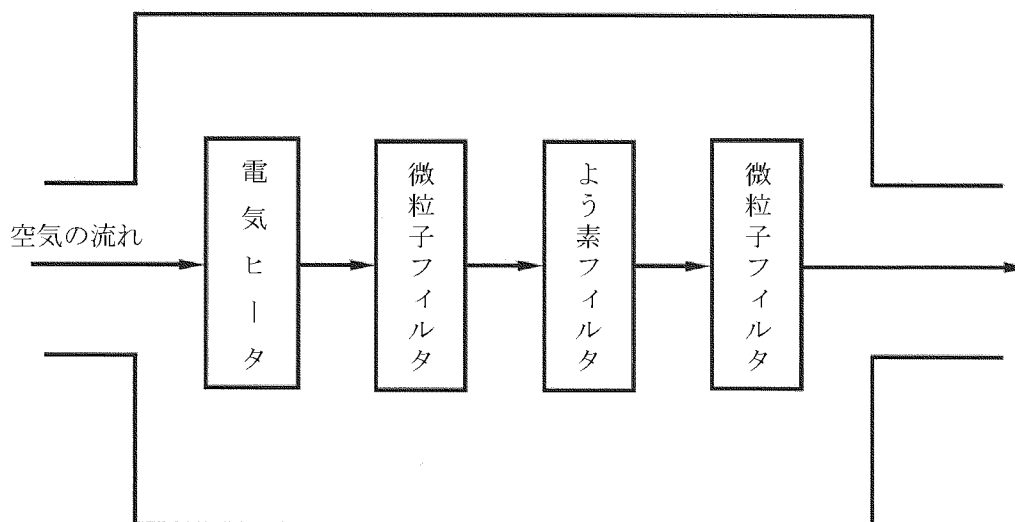 空気の流れ
電気ヒータ
微粒子フィルタ
よう素フィルタ
微粒子フィルタ